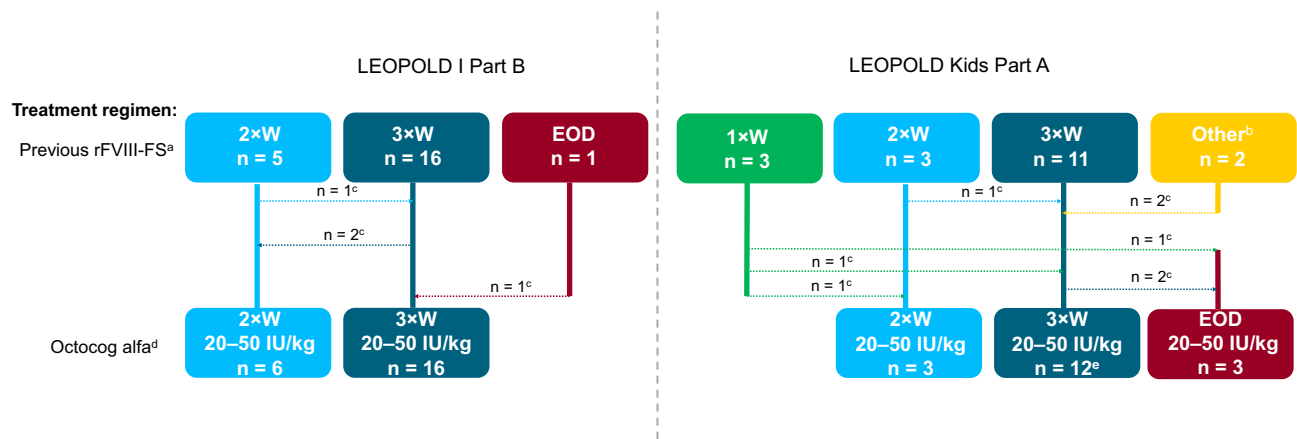 LEOPOLD I Part B
LEOPOLD Kids Part A
Treatment regimen:
Previous rFVIII-FSᵃ
2×W
n = 5
3×W
n = 16
EOD
n = 1
1×W
n = 3
2×W
n = 3
3×W
n = 11
Otherᵇ
n = 2
n = 1ᶜ
n = 2ᶜ
n = 1ᶜ
n = 1ᶜ
n = 2ᶜ
n = 1ᶜ
n = 1ᶜ
n = 2ᶜ
n = 1ᶜ
Octocog alfaᵈ
2×W
20–50 IU/kg
n = 6
3×W
20–50 IU/kg
n = 16
2×W
20–50 IU/kg
n = 3
3×W
20–50 IU/kg
n = 12ᵉ
EOD
20–50 IU/kg
n = 3